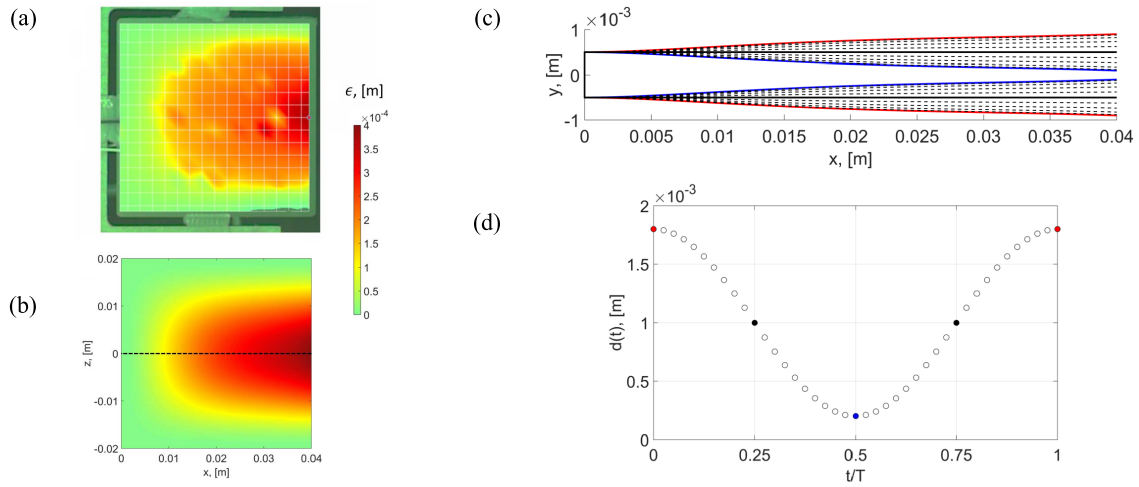 (a)
ϵ, [m]
×10⁻⁴
4
3.5
3
2.5
2
1.5
1
0.5
0
(b)
z, [m]
0.02
0.01
0
-0.01
-0.02
0 0.01 0.02 0.03 0.04
x, [m]
(c)
×10⁻³
y, [m]
1
0
-1
0 0.005 0.01 0.015 0.02 0.025 0.03 0.035 0.04
x, [m]
(d)
×10⁻³
d(t), [m]
2
1.5
1
0.5
0
0 0.25 0.5 0.75 1
t/T